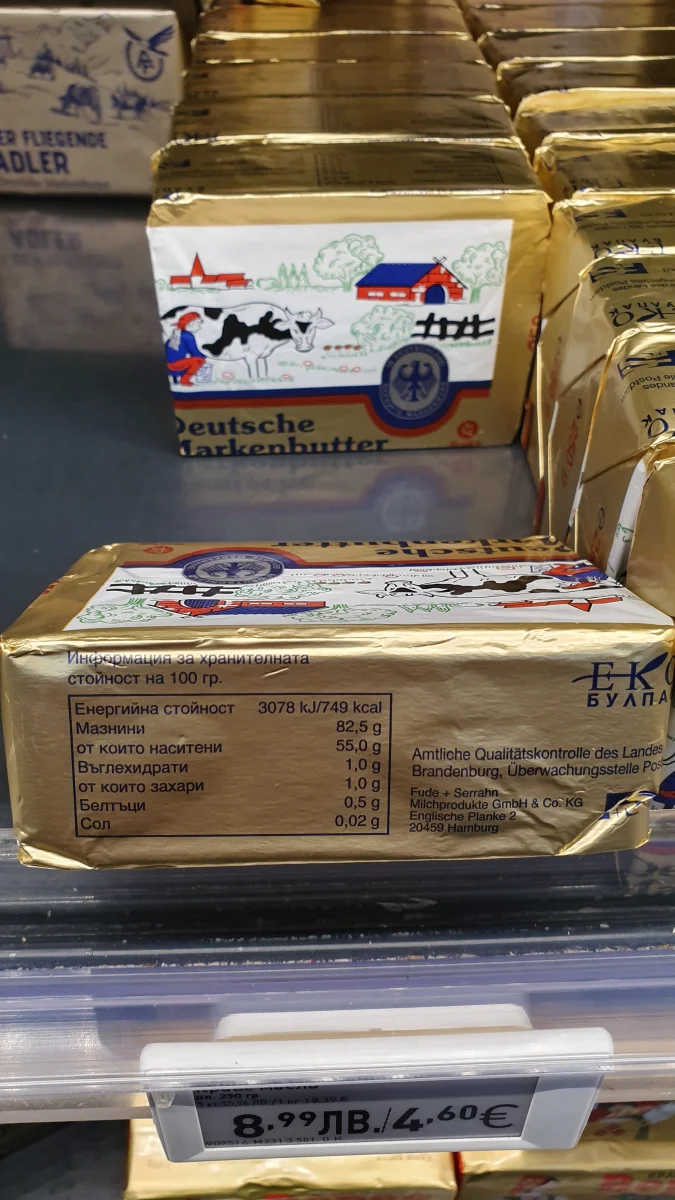 ER FLIEGENDE
ADLER
Deutsche
Markenbutter
Информация за хранителната
стойност на 100 гр.
Енергийна стойност 3078 kJ/749 kcal
Мазнини 82,5 g
от които наситени 55,0 g
Въглехидрати 1,0 g
от които захари 1,0 g
Белтъци 0,5 g
Сол 0,02 g
ЕКО
БУЛПА
Amtliche Qualitätskontrolle des Landes
Brandenburg, Überwachungsstelle Pos
Fude + Serrahn
Milchprodukte GmbH & Co. KG
Englische Planke 2
20459 Hamburg
250 гр
8.99ЛВ./4.60€